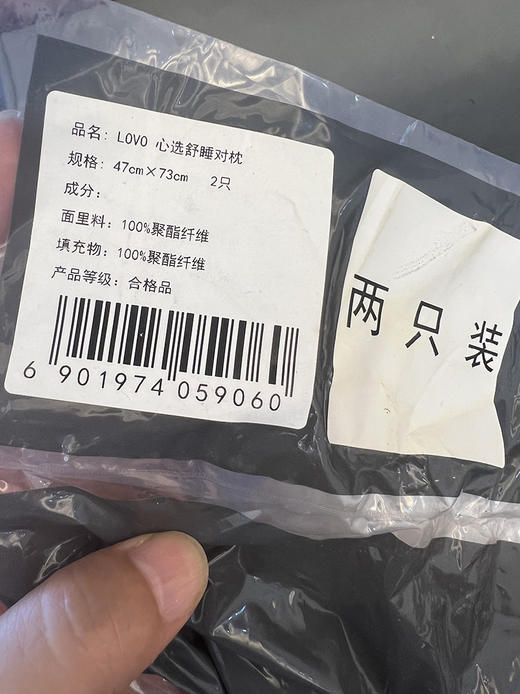 品名: LOVO 心选舒睡对枕
规格: 47cm×73cm 2只
成分:
面里料: 100%聚酯纤维
填充物: 100%聚酯纤维
产品等级: 合格品
6 901974 059060
两只装